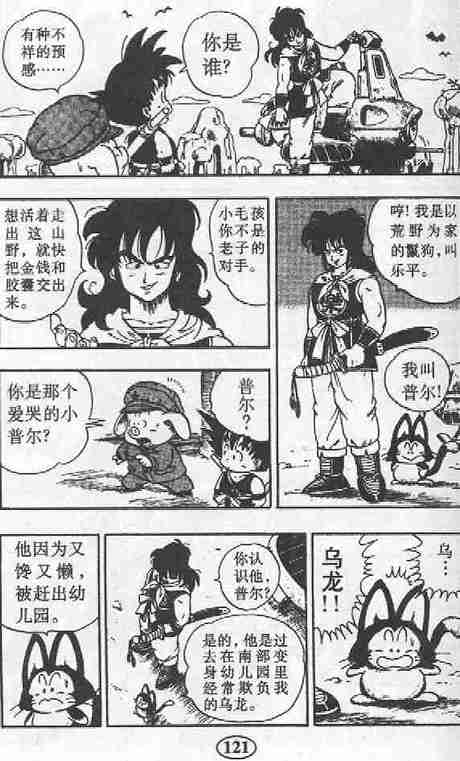 你是
谁?
有种不
祥的预
感……
哼!我是以
荒野为家
的鬣狗,叫
乐平。
我叫
普尔!
小毛孩
你不是
老子的
对手。
想活着走
出这山
野,就快
把金钱和
胶囊交出
来。
普
尔?
你是那个
爱哭的小
普尔?
乌…
乌龙!!
你认
识他,
普尔?
是的,他是过
去在南部变
身幼儿园里
经常欺负我
的乌龙。
他因为又
馋又懒,
被赶出幼
儿园。
121